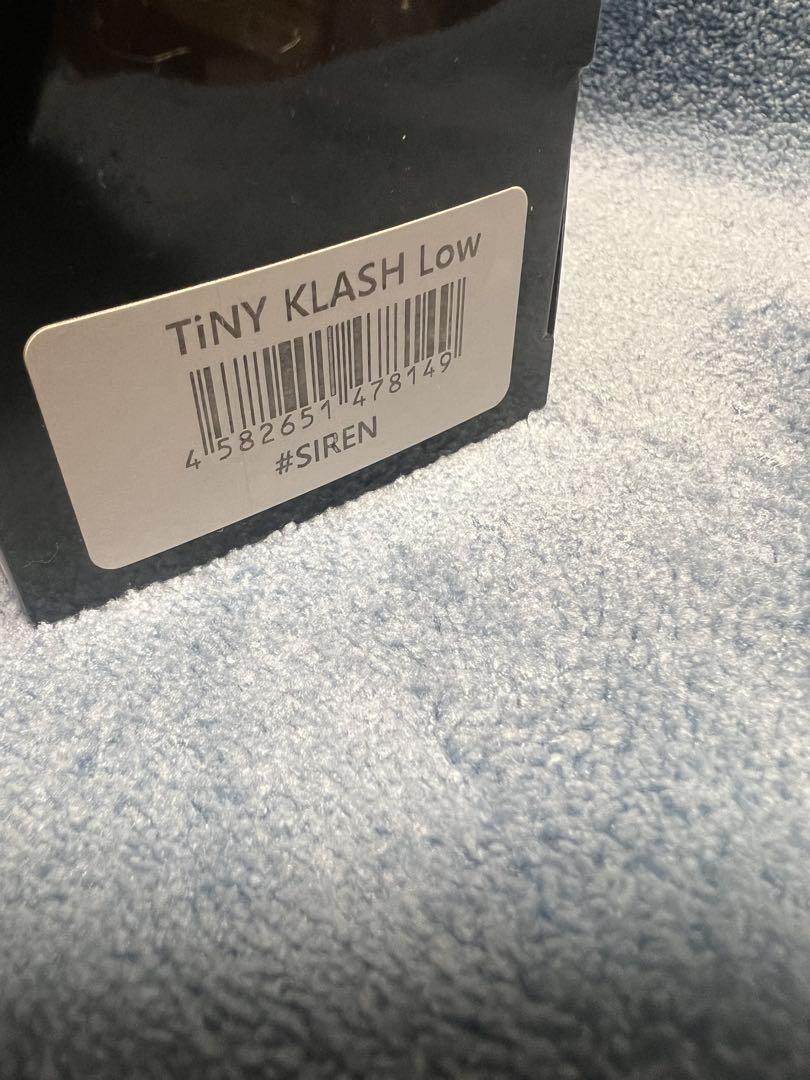 TiNY KLASH Low
4 582651 478149
#SIREN